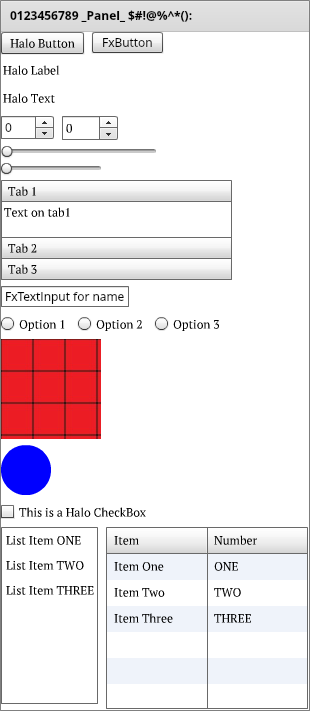 0123456789 _Panel_ $#!@%^*():
Halo Button FxButton
Halo Label
Halo Text
0 0
Tab 1
Text on tab1
Tab 2
Tab 3
FxTextInput for name
Option 1 Option 2 Option 3
This is a Halo CheckBox
List Item ONE
List Item TWO
List Item THREE
Item Number
Item One ONE
Item Two TWO
Item Three THREE